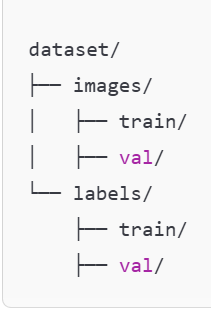 dataset/
├── images/
│   ├── train/
│   ├── val/
└── labels/
    ├── train/
    ├── val/